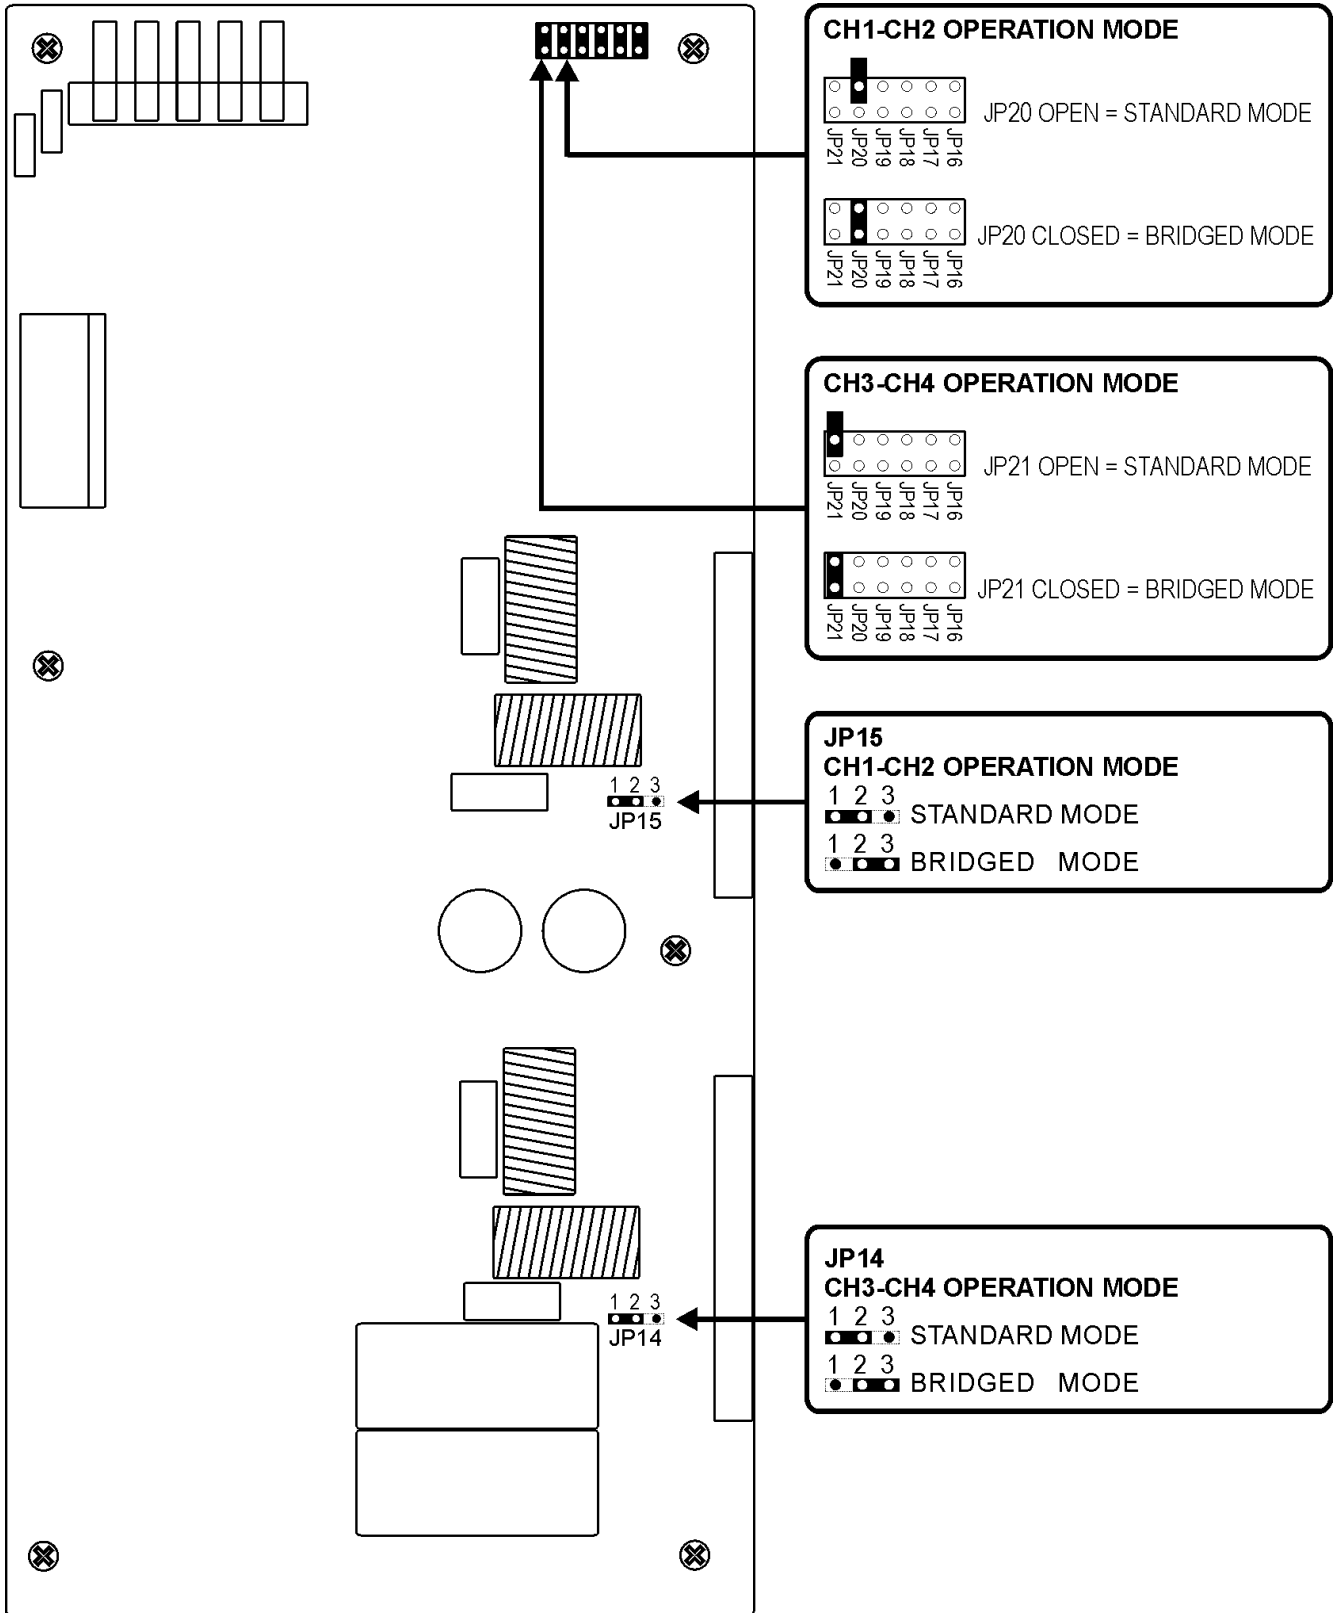 CH1-CH2 OPERATION MODE
JP20 OPEN = STANDARD MODE
JP21 JP20 JP19 JP18 JP17 JP16
JP20 CLOSED = BRIDGED MODE
JP21 JP20 JP19 JP18 JP17 JP16
CH3-CH4 OPERATION MODE
JP21 OPEN = STANDARD MODE
JP21 JP20 JP19 JP18 JP17 JP16
JP21 CLOSED = BRIDGED MODE
JP21 JP20 JP19 JP18 JP17 JP16
1 2 3
JP15
JP15
CH1-CH2 OPERATION MODE
1 2 3
STANDARD MODE
1 2 3
BRIDGED MODE
1 2 3
JP14
JP14
CH3-CH4 OPERATION MODE
1 2 3
STANDARD MODE
1 2 3
BRIDGED MODE